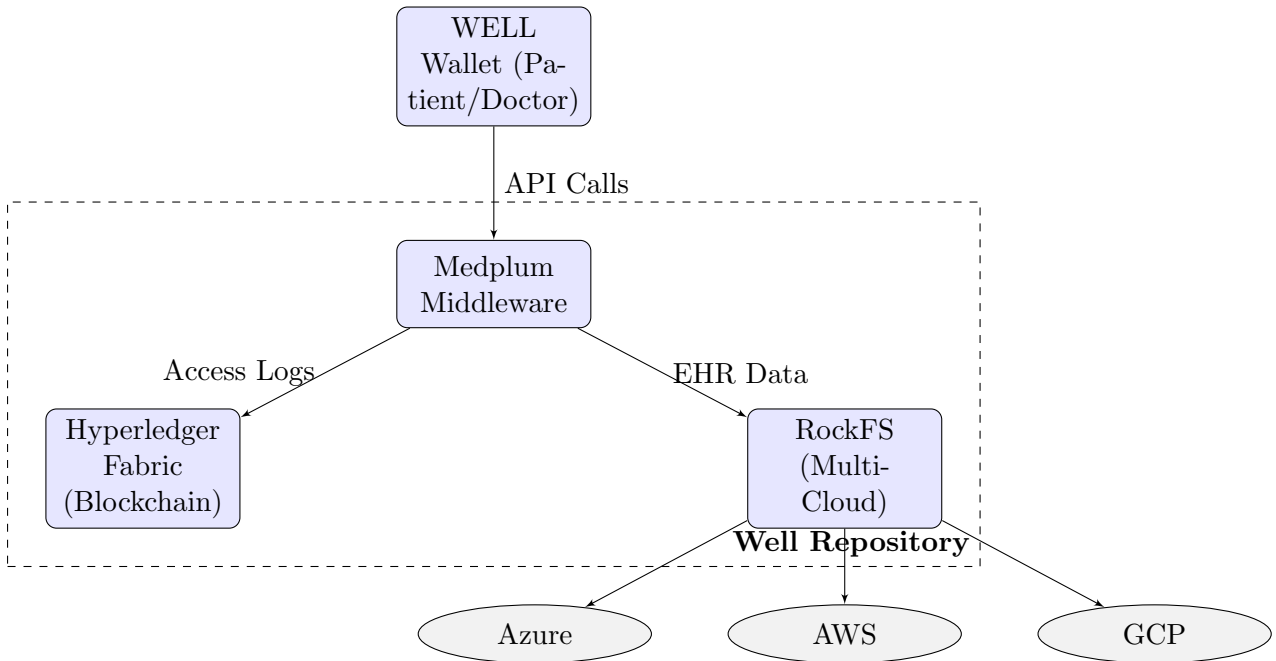 WELL
Wallet (Pa-
tient/Doctor)
API Calls
Medplum
Middleware
Access Logs
EHR Data
Hyperledger
Fabric
(Blockchain)
RockFS
(Multi-
Cloud)
Well Repository
Azure
AWS
GCP